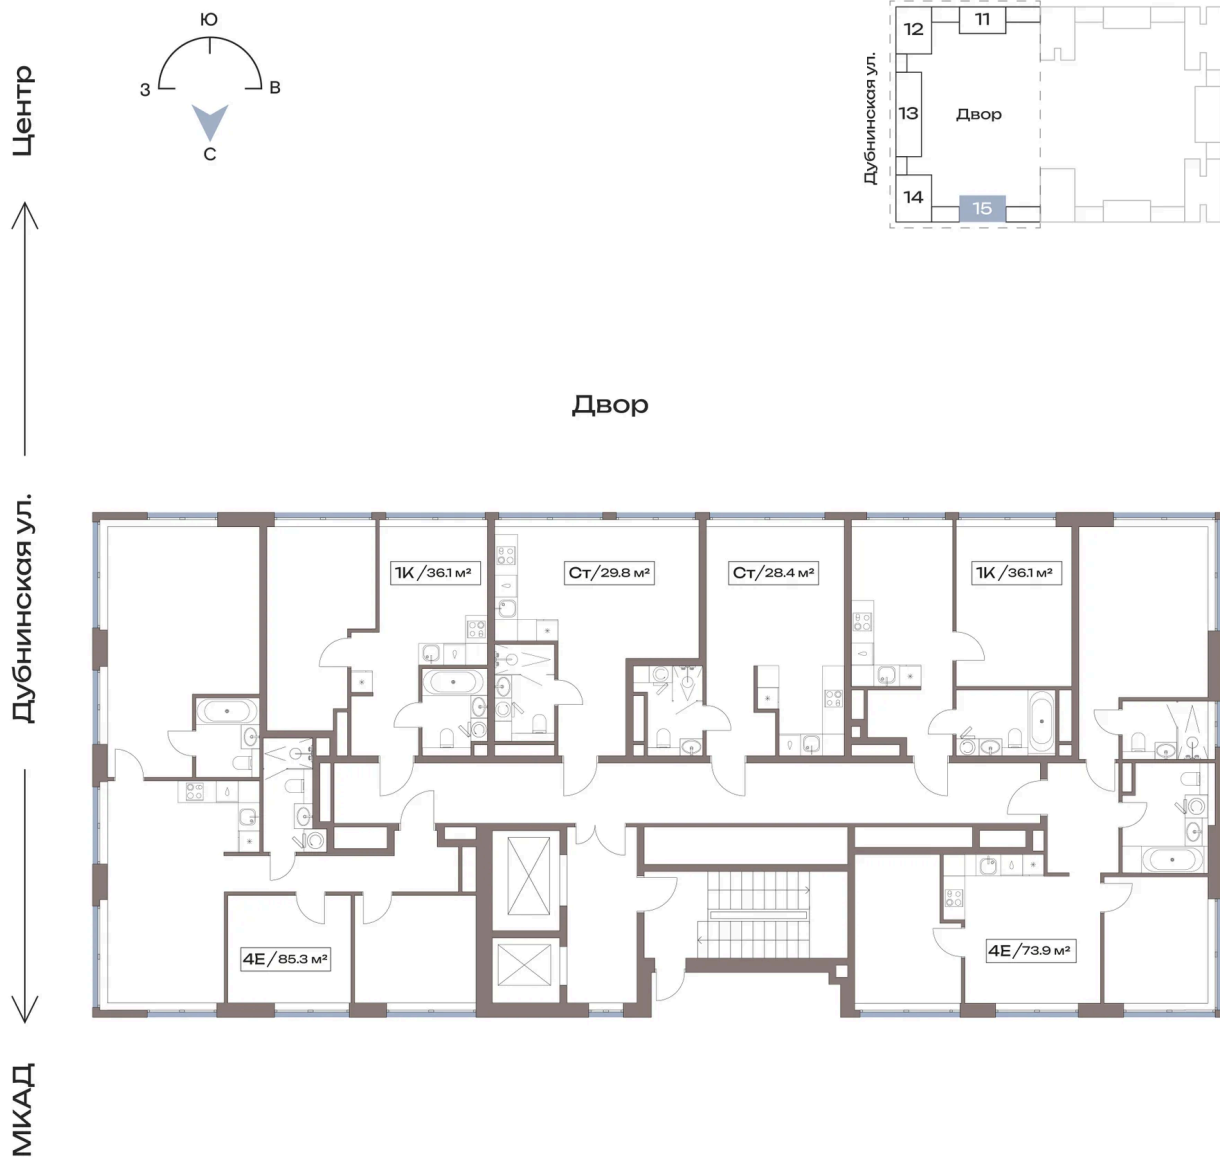 Ю
З
В
С
Центр
Дубнинская ул.
МКАД
12
11
13
Двор
14
15
Дубнинская ул.
Двор
1К / 36.1 м²
Ст / 29.8 м²
Ст / 28.4 м²
1К / 36.1 м²
4Е / 85.3 м²
4Е / 73.9 м²